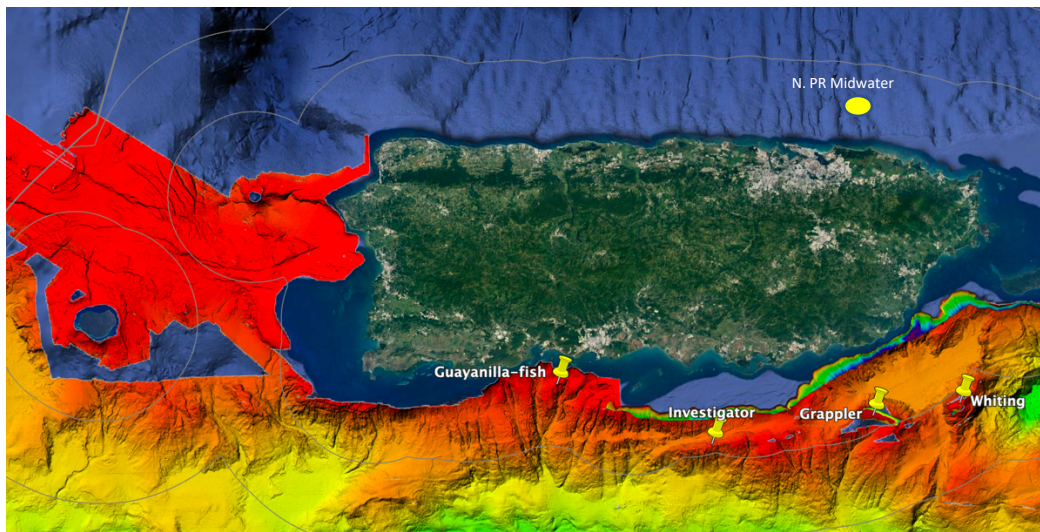 N. PR Midwater
Guayanilla-fish
Investigator
Grappler
Whiting